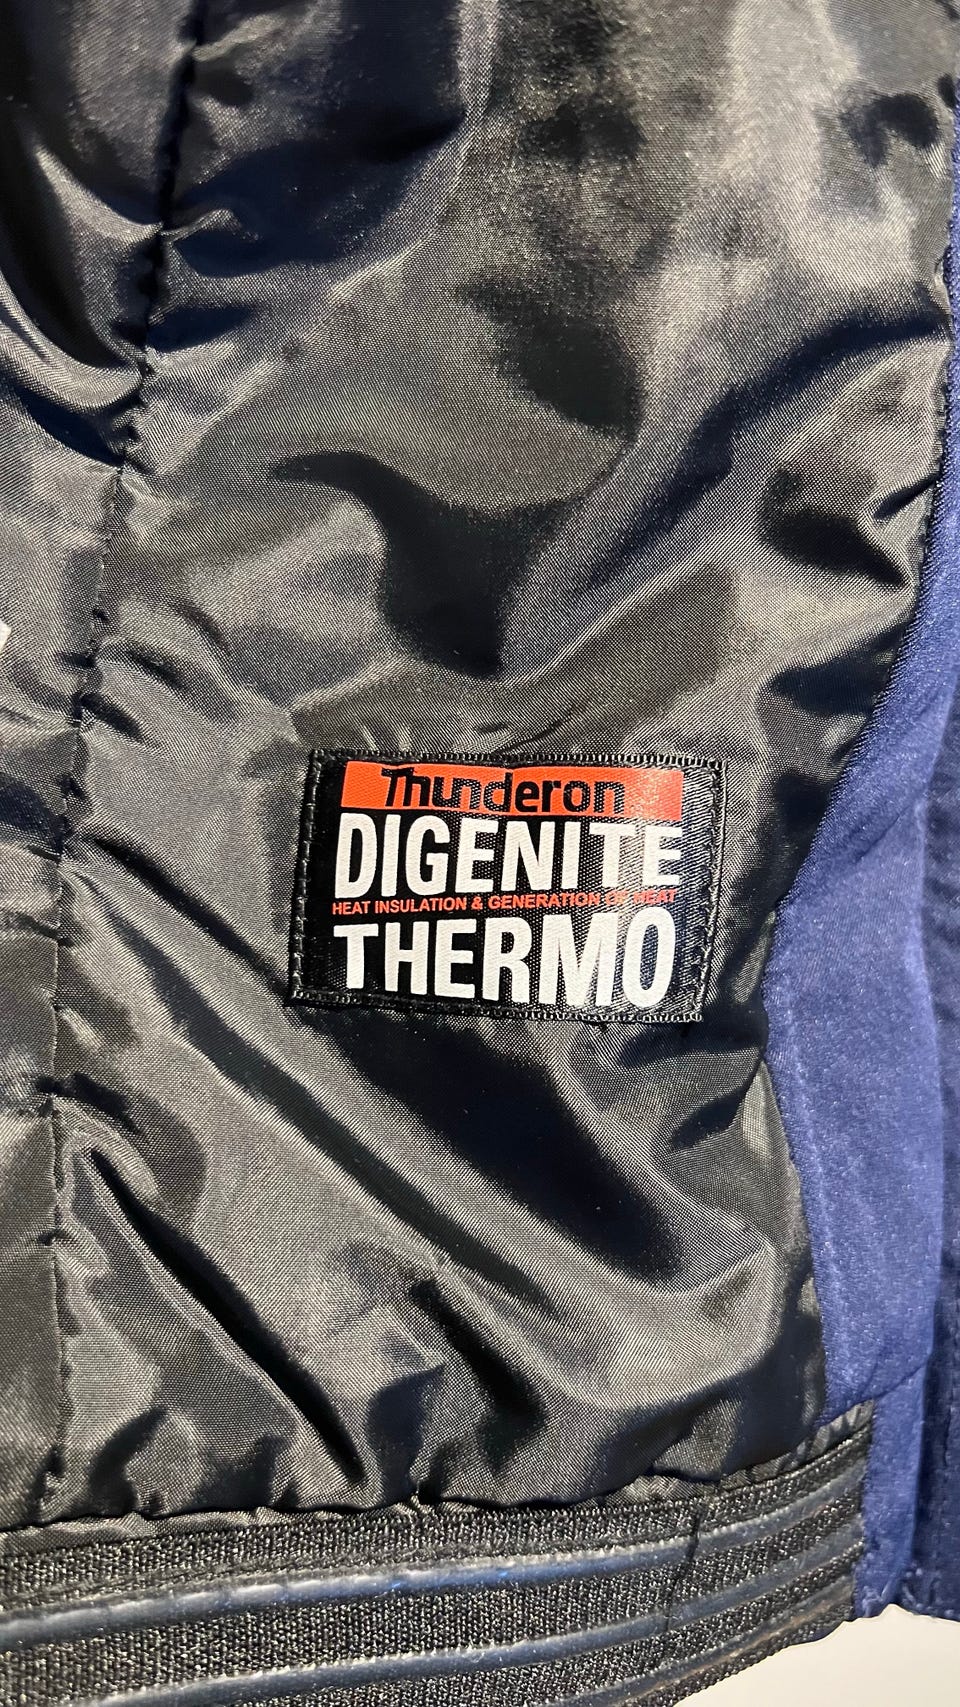 Thunderon
DIGENITE
HEAT INSULATION & GENERATION OF HEAT
THERMO